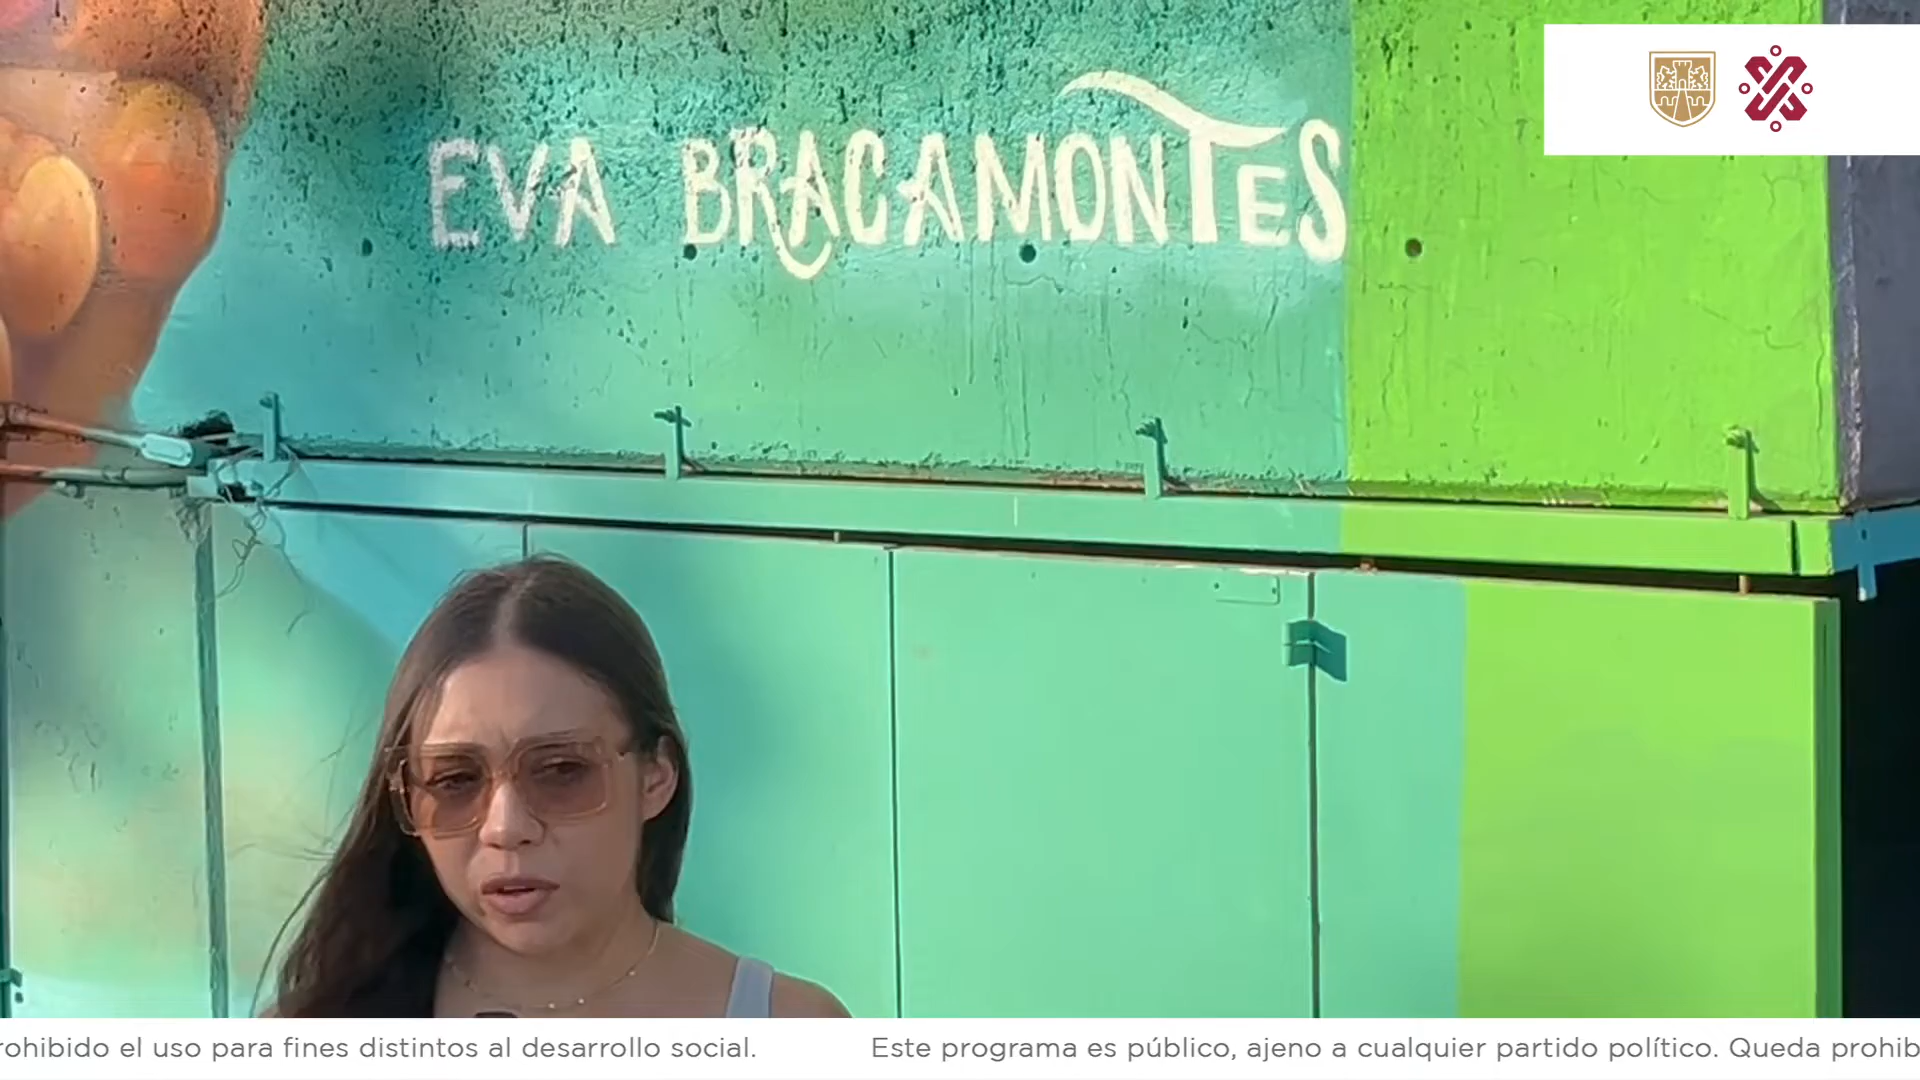 EVA BRACAMONTES
rohibido el uso para fines distintos al desarrollo social. Este programa es público, ajeno a cualquier partido político. Queda prohib